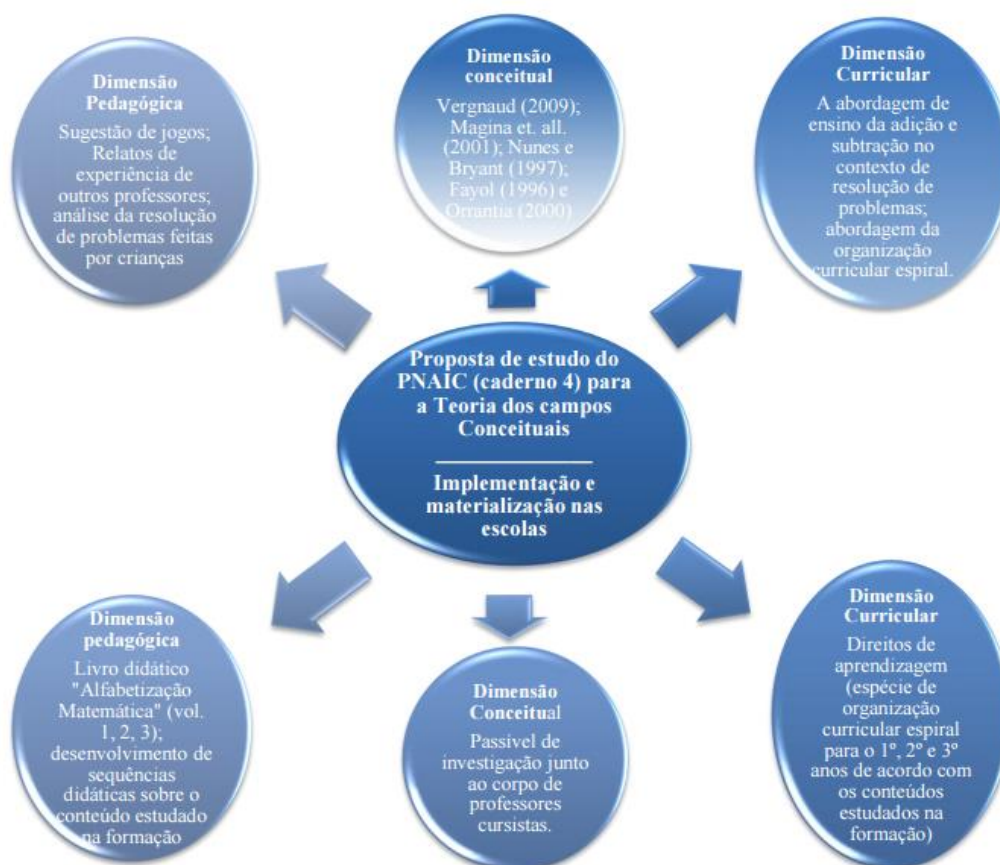 Dimensão
Pedagógica
Sugestão de jogos;
Relatos de
experiência de
outros professores;
análise da resolução
de problemas feitas
por crianças
Dimensão
conceitual
Vergnaud (2009);
Magina et. all.
(2001); Nunes e
Bryant (1997);
Fayol (1996) e
Orrantia (2000)
Dimensão
Curricular
A abordagem de
ensino da adição e
subtração no
contexto de
resolução de
problemas;
abordagem da
organização
curricular espiral.
Proposta de estudo do
PNAIC (caderno 4) para
a Teoria dos campos
Conceituais
Implementação e
materialização nas
escolas
Dimensão
pedagógica
Livro didático
"Alfabetização
Matemática" (vol.
1, 2, 3);
desenvolvimento de
sequências
didáticas sobre o
conteúdo estudado
na formação
Dimensão
Conceitual
Passível de
investigação junto
ao corpo de
professores
cursistas.
Dimensão
Curricular
Direitos de
aprendizagem
(espécie de
organização
curricular espiral
para o 1º, 2º e 3º
anos de acordo com
os conteúdos
estudados na
formação)